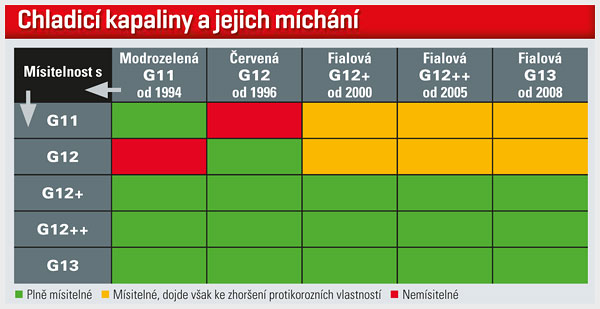 Chladicí kapaliny a jejich míchání
Mísitelnost s
Modrozelená
G11
od 1994
Červená
G12
od 1996
Fialová
G12+
od 2000
Fialová
G12++
od 2005
Fialová
G13
od 2008
G11
G12
G12+
G12++
G13
Plně mísitelné
Mísitelné, dojde však ke zhoršení protikorozních vlastností
Nemísitelné